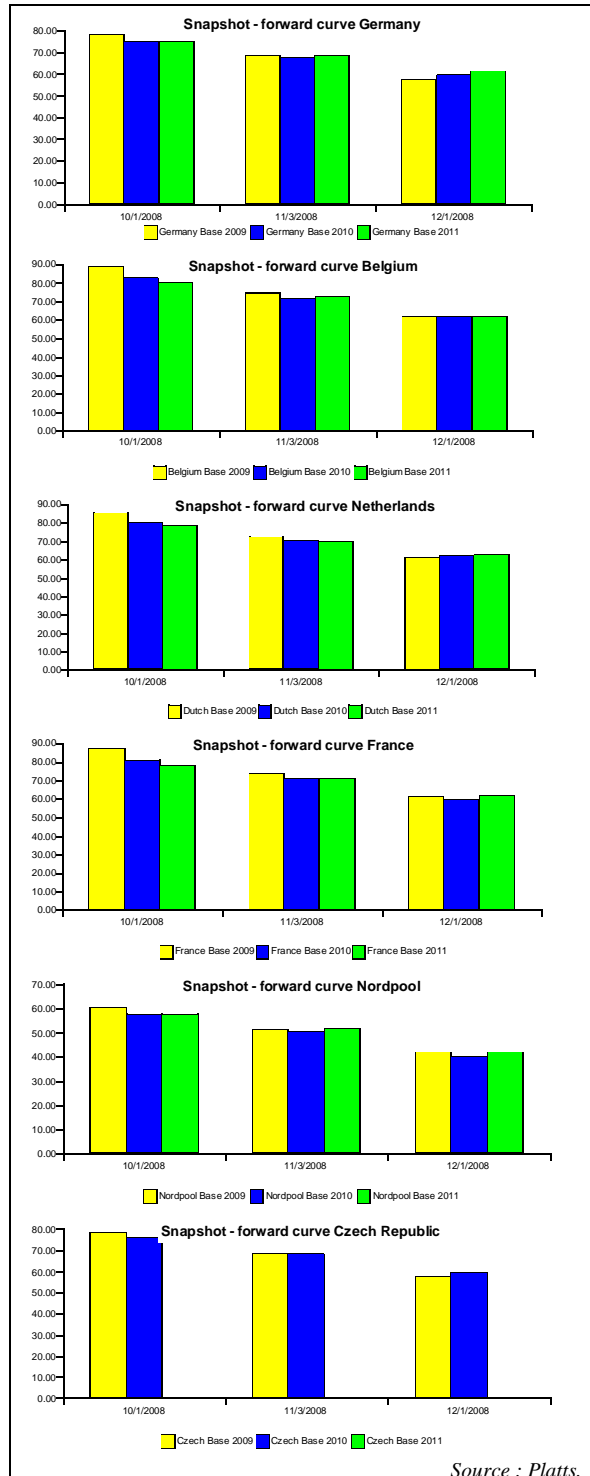 Snapshot - forward curve Germany
80.00
70.00
60.00
50.00
40.00
30.00
20.00
10.00
0.00
10/1/2008 11/3/2008 12/1/2008
Germany Base 2009 Germany Base 2010 Germany Base 2011
Snapshot - forward curve Belgium
90.00
80.00
70.00
60.00
50.00
40.00
30.00
20.00
10.00
0.00
10/1/2008 11/3/2008 12/1/2008
Belgium Base 2009 Belgium Base 2010 Belgium Base 2011
Snapshot - forward curve Netherlands
90.00
80.00
70.00
60.00
50.00
40.00
30.00
20.00
10.00
0.00
10/1/2008 11/3/2008 12/1/2008
Dutch Base 2009 Dutch Base 2010 Dutch Base 2011
Snapshot - forward curve France
90.00
80.00
70.00
60.00
50.00
40.00
30.00
20.00
10.00
0.00
10/1/2008 11/3/2008 12/1/2008
France Base 2009 France Base 2010 France Base 2011
Snapshot - forward curve Nordpool
70.00
60.00
50.00
40.00
30.00
20.00
10.00
0.00
10/1/2008 11/3/2008 12/1/2008
Nordpool Base 2009 Nordpool Base 2010 Nordpool Base 2011
Snapshot - forward curve Czech Republic
80.00
70.00
60.00
50.00
40.00
30.00
20.00
10.00
0.00
10/1/2008 11/3/2008 12/1/2008
Czech Base 2009 Czech Base 2010 Czech Base 2011
Source : Platts.